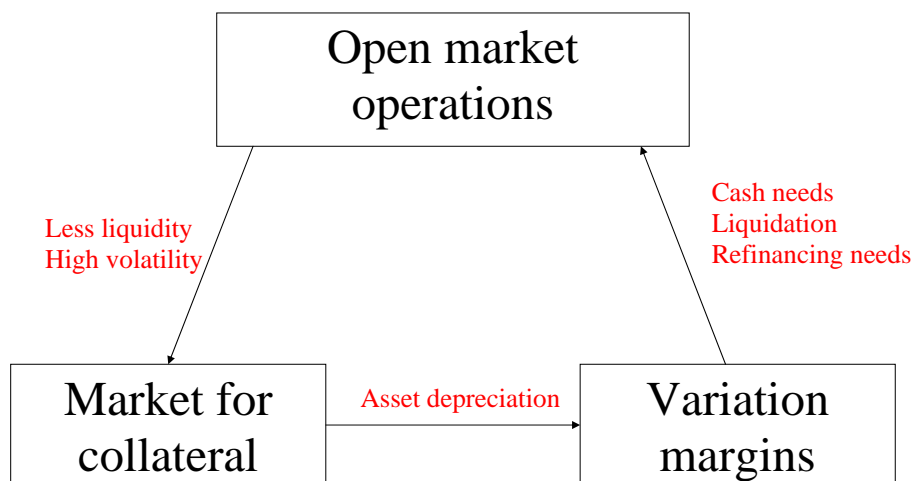 Open market
operations
Cash needs
Liquidation
Refinancing needs
Less liquidity
High volatility
Asset depreciation
Market for
collateral
Variation
margins